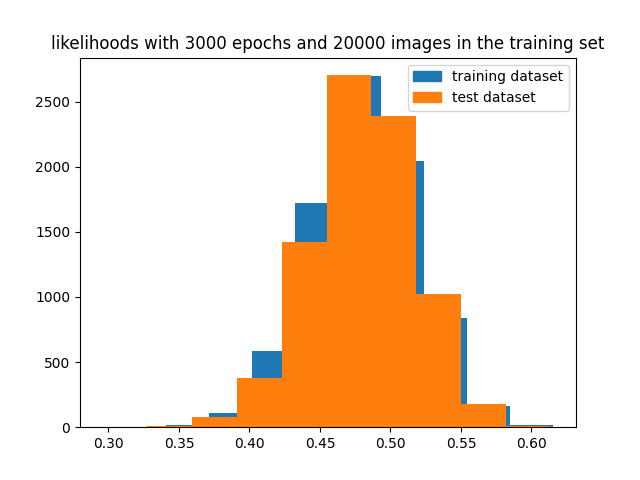 likelihoods with 3000 epochs and 20000 images in the training set
training dataset
test dataset
2500
2000
1500
1000
500
0
0.30 0.35 0.40 0.45 0.50 0.55 0.60